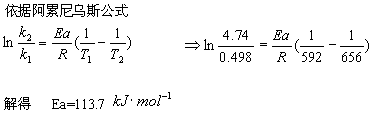 依据阿累尼乌斯公式
ln k₂/k₁ = Ea/R (1/T₁ − 1/T₂) ⇒ ln 4.74/0.498 = Ea/R (1/592 − 1/656)
解得 Ea=113.7 kJ·mol⁻¹